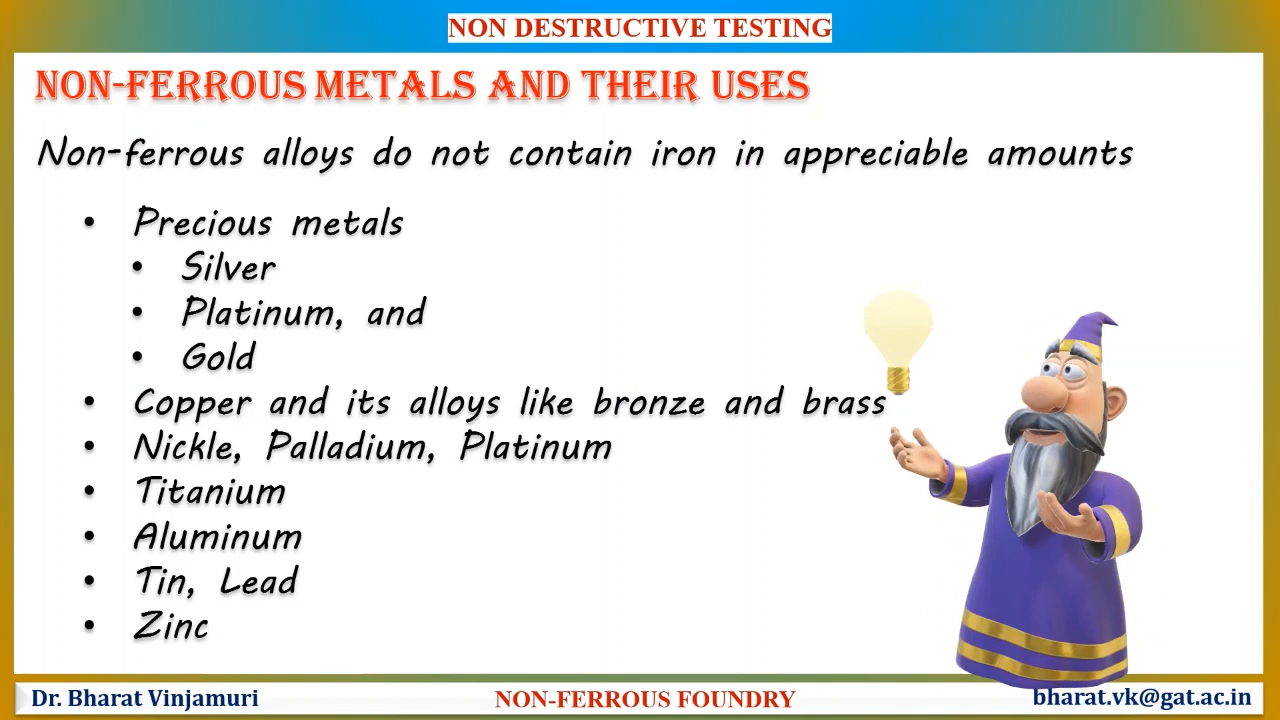 NON DESTRUCTIVE TESTING
NON-FERROUS METALS AND THEIR USES
Non-ferrous alloys do not contain iron in appreciable amounts
• Precious metals
• Silver
• Platinum, and
• Gold
• Copper and its alloys like bronze and brass
• Nickle, Palladium, Platinum
• Titanium
• Aluminum
• Tin, Lead
• Zinc
Dr. Bharat Vinjamuri
NON-FERROUS FOUNDRY
bharat.vk@gat.ac.in